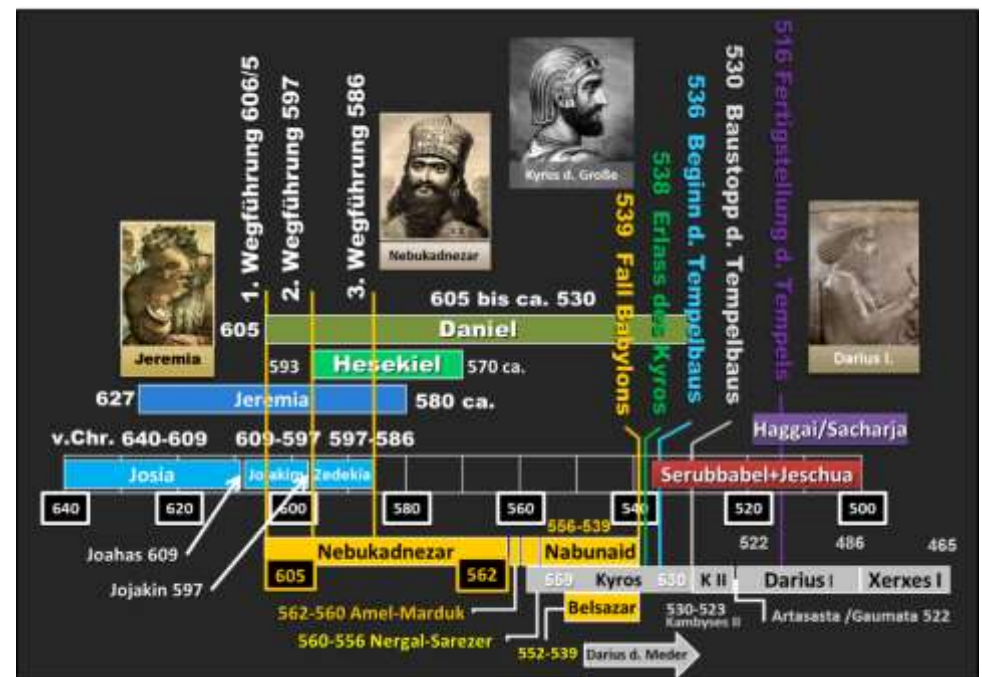 1. Wegführung 606/5
2. Wegführung 597
3. Wegführung 586
539 Fall Babylons
538 Erlass des Kyros
536 Beginn d. Tempelbaus
530 Baustopp d. Tempelbaus
516 Fertigstellung d. Tempels
Kyrus d. Große
Nebukadnezar
Jeremia
Darius I.
605 bis ca. 530
605 Daniel
593 Hesekiel 570 ca.
627 Jeremia 580 ca.
Haggai/Sacharja
v.Chr. 640-609 609-597 597-586
Josia Jojakim Zedekia Serubbabel+Jeschua
640 620 600 580 560 540 520 500
556-539
Joahas 609
Nebukadnezar Nabunaid
522 486 465
605 562
559 Kyros 530 K II Darius I Xerxes I
Jojakin 597
562-560 Amel-Marduk
Belsazar
530-523
Kambyses II
Artasasta /Gaumata 522
560-556 Nergal-Sarezer
552-539 Darius d. Meder